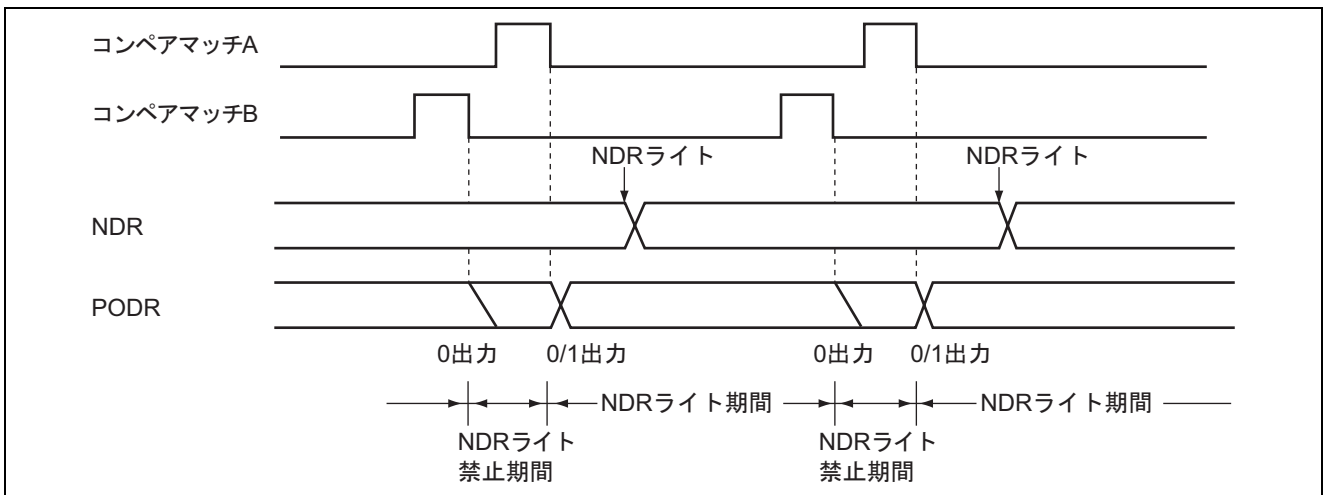 コンペアマッチA
コンペアマッチB
NDRライト NDRライト
NDR
PODR
0出力 0/1出力 0出力 0/1出力
NDRライト期間 NDRライト期間
NDRライト NDRライト
禁止期間 禁止期間